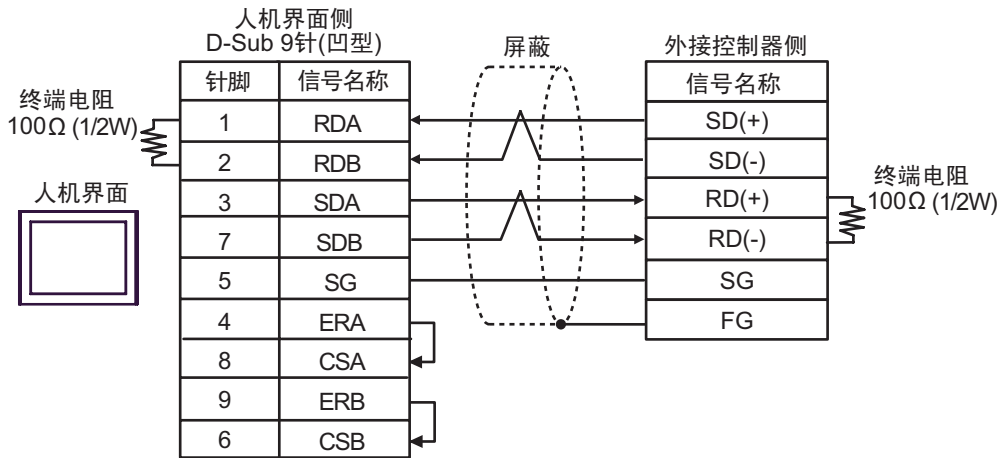 人机界面侧
D-Sub 9针(凹型)
屏蔽
外接控制器侧
针脚 信号名称
信号名称
终端电阻
100Ω (1/2W)
1 RDA
SD(+)
2 RDB
SD(-)
人机界面
3 SDA
RD(+)
终端电阻
100Ω (1/2W)
7 SDB
RD(-)
5 SG
SG
4 ERA
FG
8 CSA
9 ERB
6 CSB